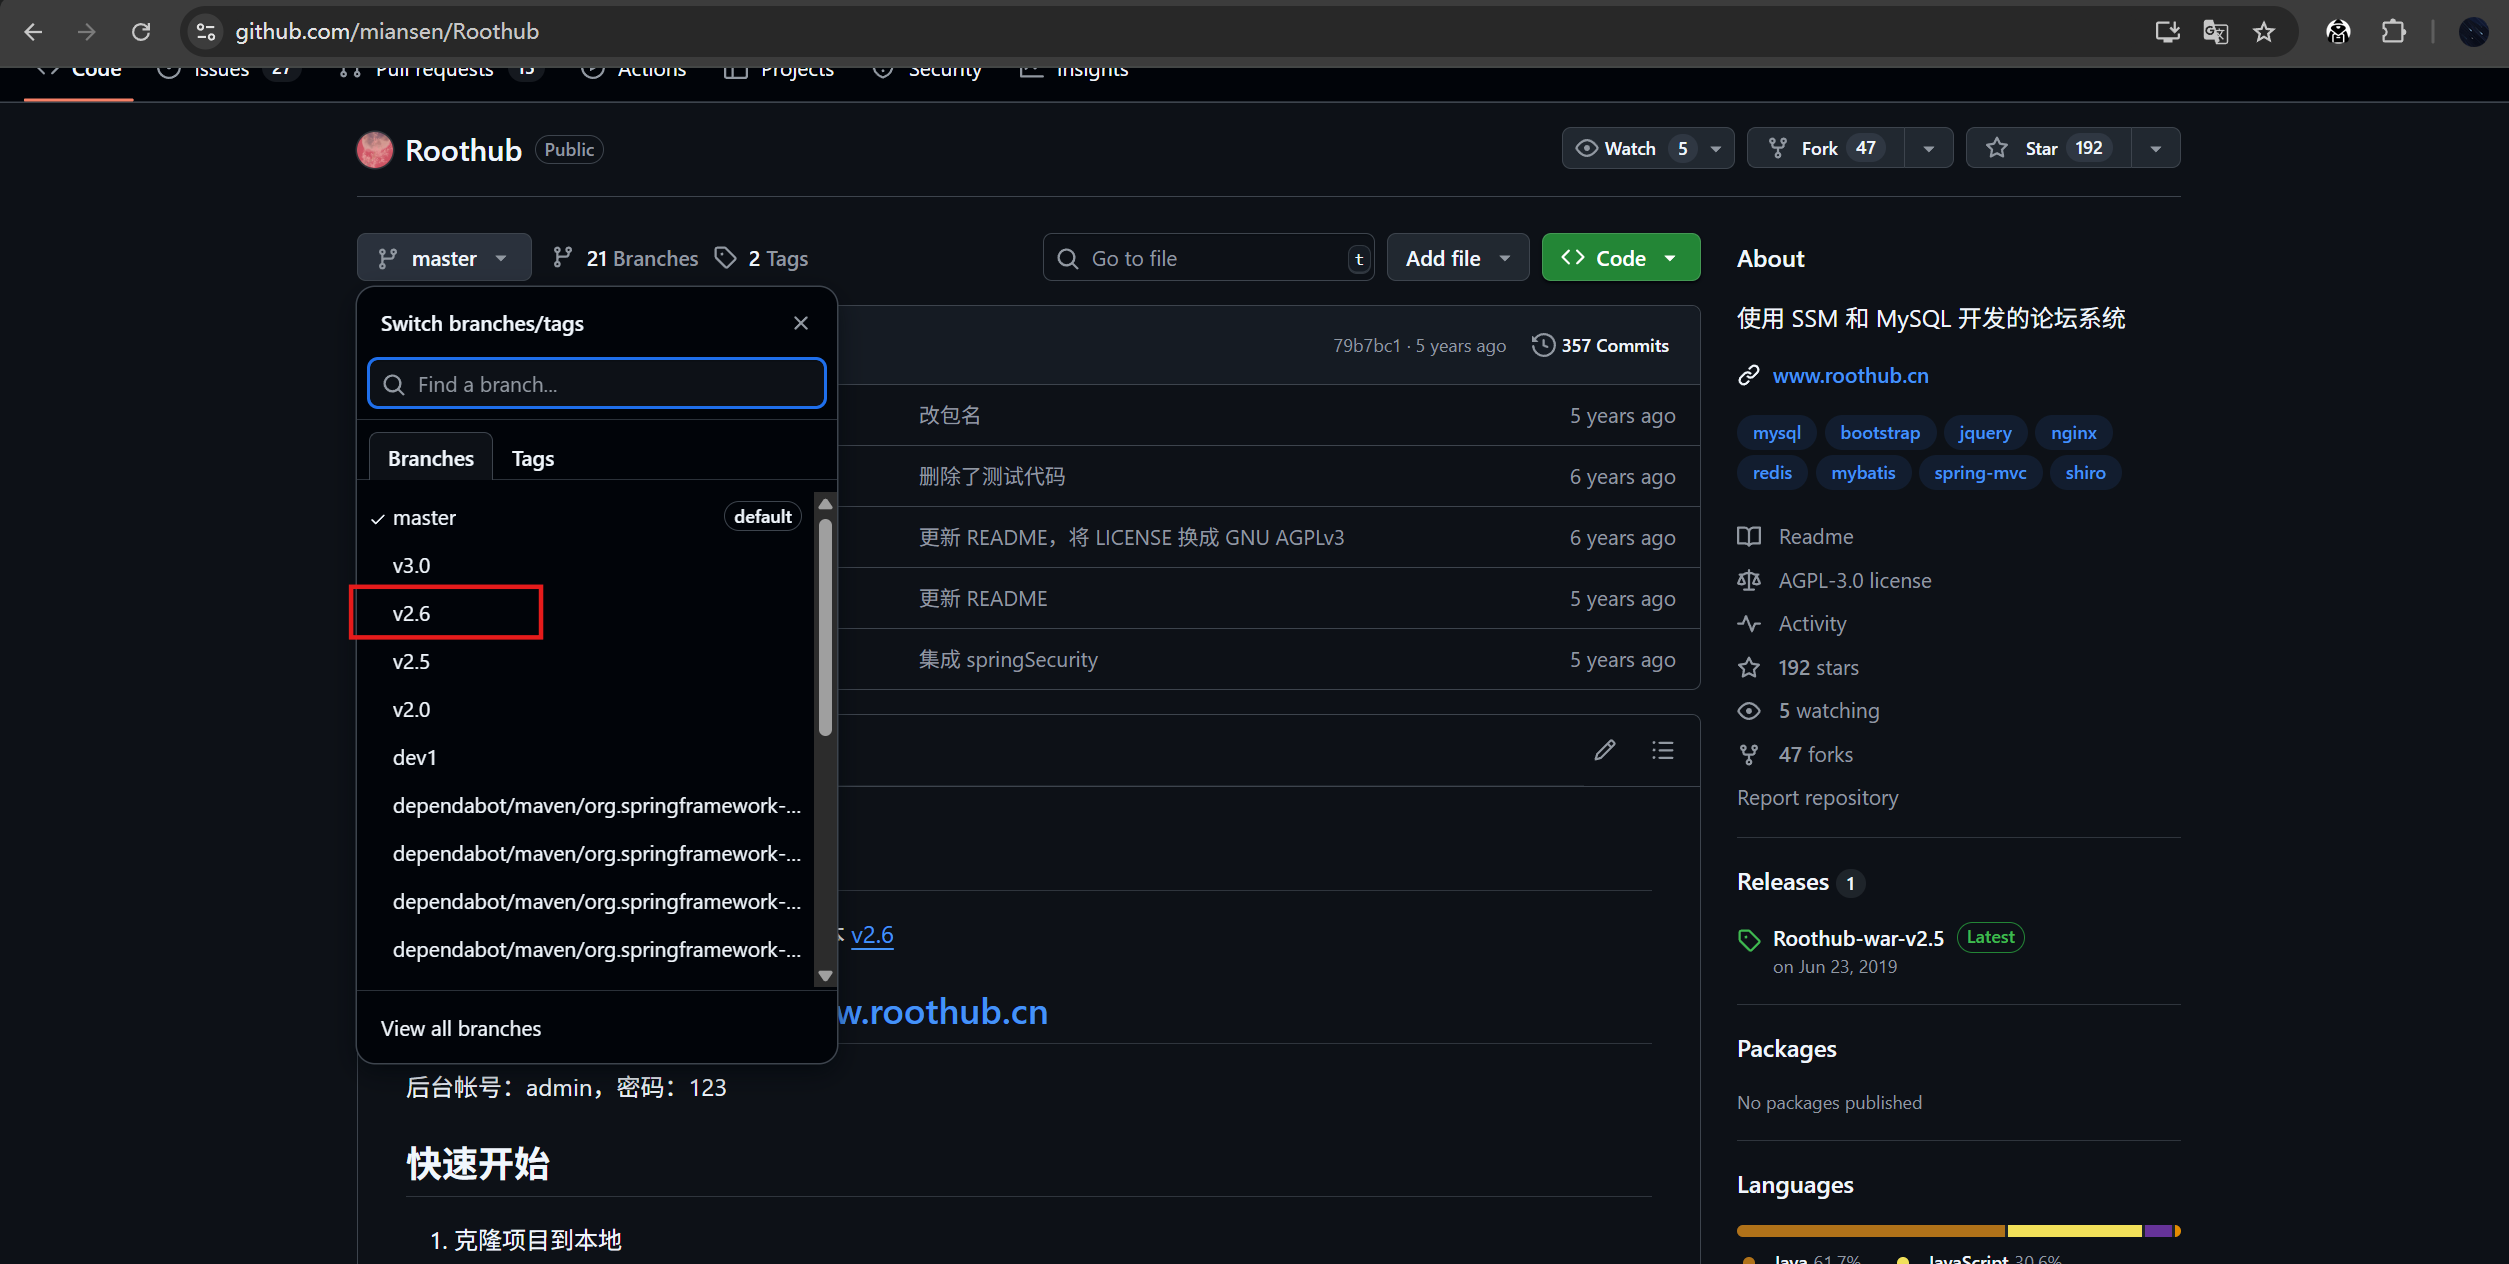 github.com/miansen/Roothub
Code Issues 27 Pull requests 15 Actions Projects Security Insights
Roothub Public
Watch 5 Fork 47 Star 192
master 21 Branches 2 Tags Go to file t Add file Code
Switch branches/tags
Find a branch...
Branches Tags
master default
v3.0
v2.6
v2.5
v2.0
dev1
dependabot/maven/org.springframework-...
dependabot/maven/org.springframework-...
dependabot/maven/org.springframework-...
dependabot/maven/org.springframework-...
View all branches
79b7bc1 · 5 years ago 357 Commits
改包名 5 years ago
删除了测试代码 6 years ago
更新 README，将 LICENSE 换成 GNU AGPLv3 6 years ago
更新 README 5 years ago
集成 springSecurity 5 years ago
v2.6
w.roothub.cn
后台帐号：admin，密码：123
快速开始
1. 克隆项目到本地
About
使用 SSM 和 MySQL 开发的论坛系统
www.roothub.cn
mysql bootstrap jquery nginx
redis mybatis spring-mvc shiro
Readme
AGPL-3.0 license
Activity
192 stars
5 watching
47 forks
Report repository
Releases 1
Roothub-war-v2.5 Latest
on Jun 23, 2019
Packages
No packages published
Languages
Java 61.7% JavaScript 30.6%